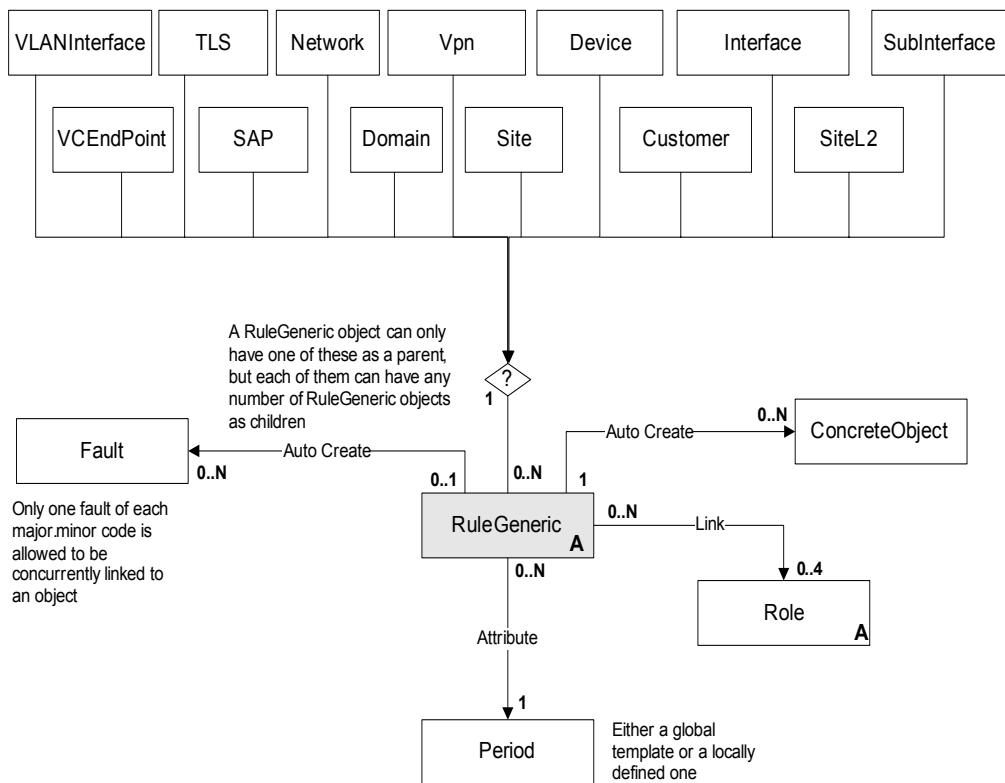 VLANInterface
TLS
Network
Vpn
Device
Interface
SubInterface
VCEndPoint
SAP
Domain
Site
Customer
SiteL2
A RuleGeneric object can only
have one of these as a parent,
but each of them can have any
number of RuleGeneric objects
as children
?
1
Fault
Auto Create
0..N
0..1
0..N
1
Auto Create
0..N
ConcreteObject
Only one fault of each
major.minor code is
allowed to be
concurrently linked to
an object
RuleGeneric
A
0..N
Link
0..4
Role
A
0..N
Attribute
1
Period
Either a global
template or a locally
defined one